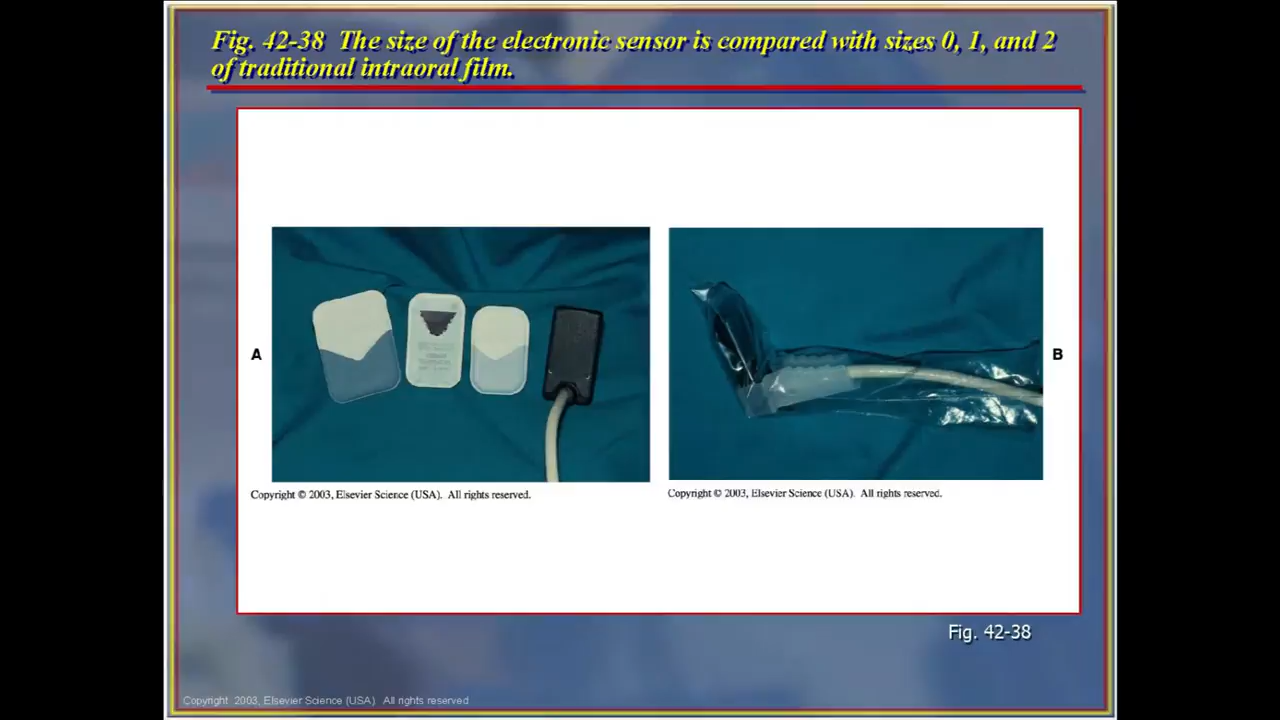 Fig. 42-38 The size of the electronic sensor is compared with sizes 0, 1, and 2
of traditional intraoral film.
A
B
Copyright © 2003, Elsevier Science (USA). All rights reserved.
Copyright © 2003, Elsevier Science (USA). All rights reserved.
Fig. 42-38
Copyright 2003, Elsevier Science (USA) All rights reserved